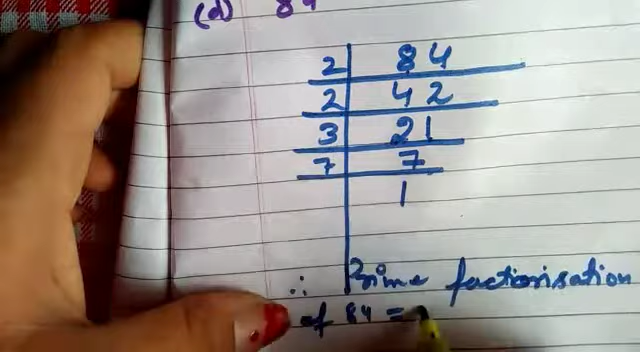 (d) 84
2 84
2 42
3 21
7 7
1
∴ Prime factorisation
of 84 =